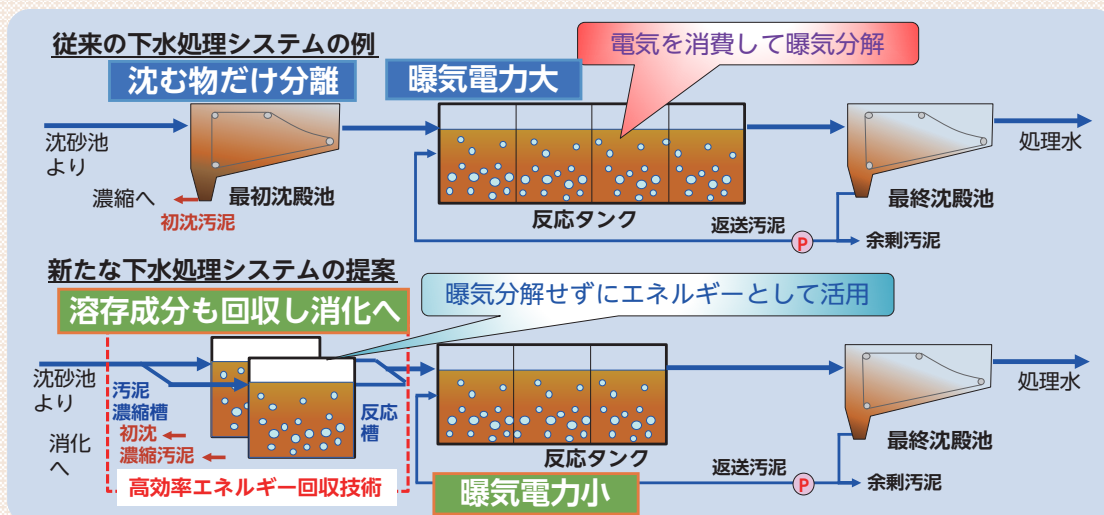 従来の下水処理システムの例
電気を消費して曝気分解
沈む物だけ分離
曝気電力大
沈砂池
より
処理水
濃縮へ
最初沈殿池
初沈汚泥
反応タンク
最終沈殿池
返送汚泥
P
余剰汚泥
新たな下水処理システムの提案
曝気分解せずにエネルギーとして活用
溶存成分も回収し消化へ
沈砂池
より
処理水
汚泥
濃縮槽
反応
槽
初沈
濃縮汚泥
消化
へ
反応タンク
最終沈殿池
返送汚泥
P
余剰汚泥
高効率エネルギー回収技術
曝気電力小